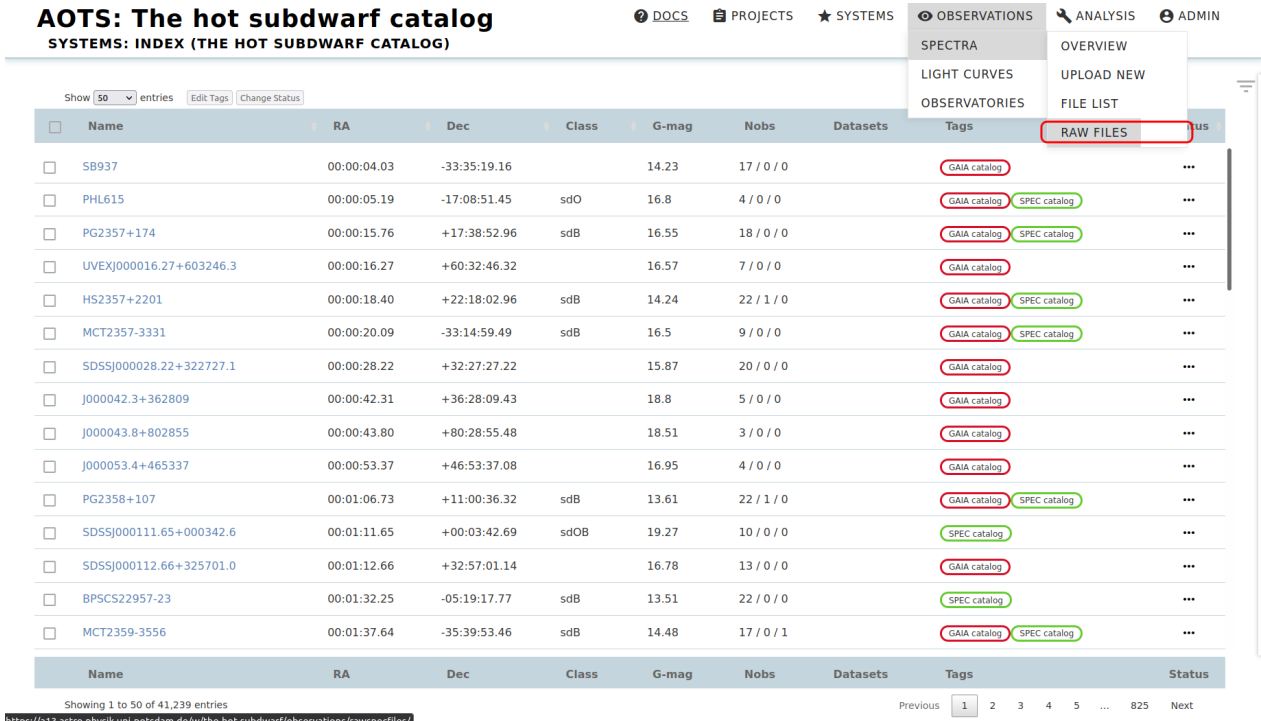 AOTS: The hot subdwarf catalog
SYSTEMS: INDEX (THE HOT SUBDWARF CATALOG)
DOCS PROJECTS SYSTEMS OBSERVATIONS ANALYSIS ADMIN
SPECTRA
LIGHT CURVES
OBSERVATORIES
OVERVIEW
UPLOAD NEW
FILE LIST
RAW FILES
Show 50 entries Edit Tags Change Status
Name RA Dec Class G-mag Nobs Datasets Tags tus
SB937 00:00:04.03 -33:35:19.16 14.23 17 / 0 / 0 GAIA catalog •••
PHL615 00:00:05.19 -17:08:51.45 sdO 16.8 4 / 0 / 0 GAIA catalog SPEC catalog •••
PG2357+174 00:00:15.76 +17:38:52.96 sdB 16.55 18 / 0 / 0 GAIA catalog SPEC catalog •••
UVEXJ000016.27+603246.3 00:00:16.27 +60:32:46.32 16.57 7 / 0 / 0 GAIA catalog •••
HS2357+2201 00:00:18.40 +22:18:02.96 sdB 14.24 22 / 1 / 0 GAIA catalog SPEC catalog •••
MCT2357-3331 00:00:20.09 -33:14:59.49 sdB 16.5 9 / 0 / 0 GAIA catalog SPEC catalog •••
SDSSJ000028.22+322727.1 00:00:28.22 +32:27:27.22 15.87 20 / 0 / 0 GAIA catalog •••
J000042.3+362809 00:00:42.31 +36:28:09.43 18.8 5 / 0 / 0 GAIA catalog •••
J000043.8+802855 00:00:43.80 +80:28:55.48 18.51 3 / 0 / 0 GAIA catalog •••
J000053.4+465337 00:00:53.37 +46:53:37.08 16.95 4 / 0 / 0 GAIA catalog •••
PG2358+107 00:01:06.73 +11:00:36.32 sdB 13.61 22 / 1 / 0 GAIA catalog SPEC catalog •••
SDSSJ000111.65+000342.6 00:01:11.65 +00:03:42.69 sdOB 19.27 10 / 0 / 0 SPEC catalog •••
SDSSJ000112.66+325701.0 00:01:12.66 +32:57:01.14 16.78 13 / 0 / 0 GAIA catalog •••
BPSCS22957-23 00:01:32.25 -05:19:17.77 sdB 13.51 22 / 0 / 0 SPEC catalog •••
MCT2359-3556 00:01:37.64 -35:39:53.46 sdB 14.48 17 / 0 / 1 GAIA catalog SPEC catalog •••
Name RA Dec Class G-mag Nobs Datasets Tags Status
Showing 1 to 50 of 41,239 entries Previous 1 2 3 4 5 ... 825 Next
https://a13.astro.physik.uni-potsdam.de/w/the-hot-subdwarf/observations/rawspecfiles/